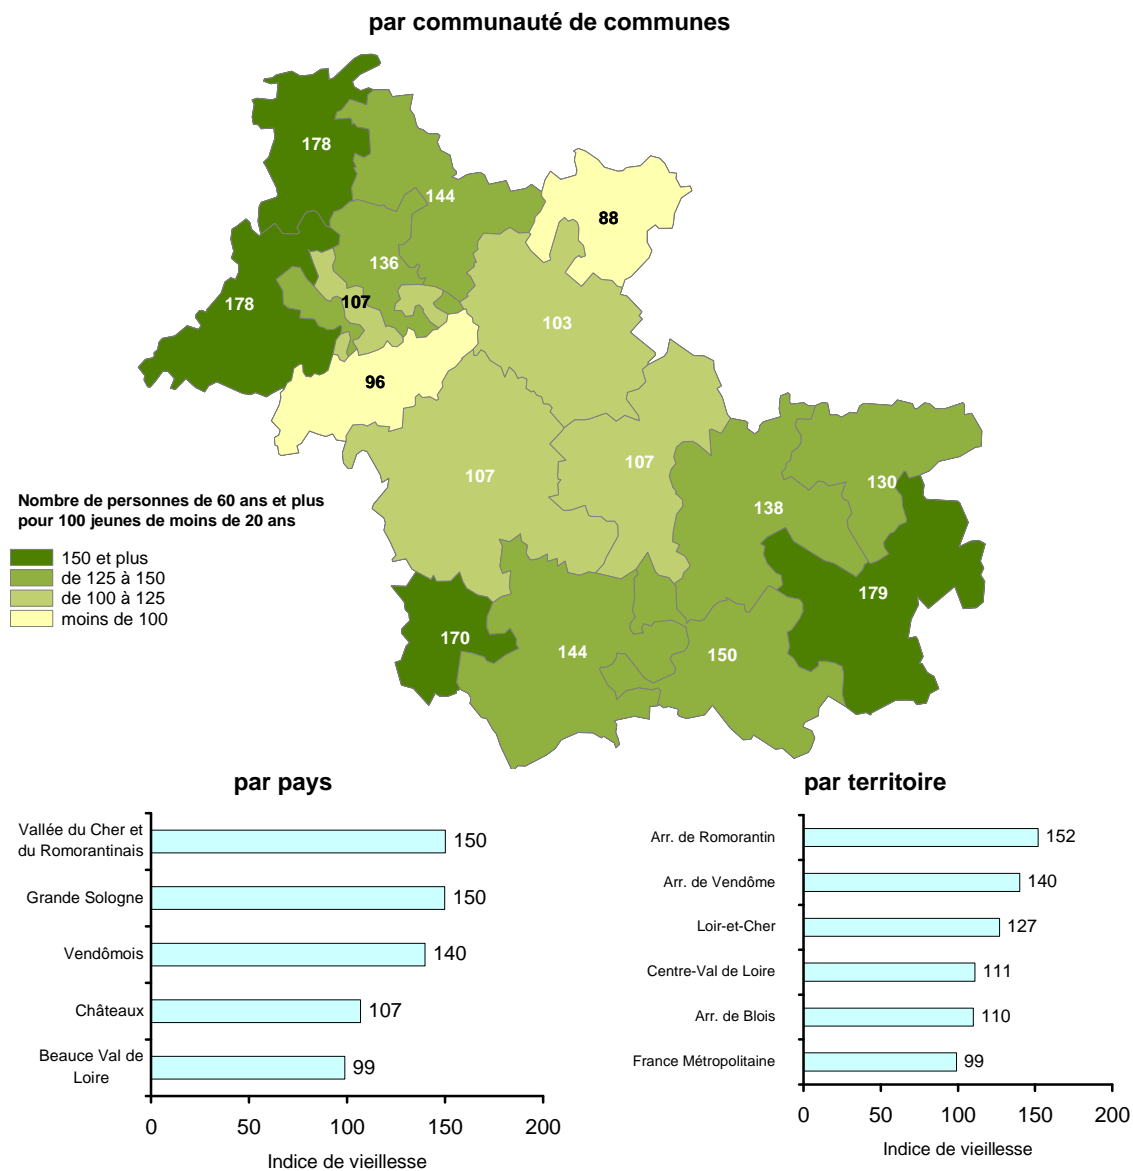 par communauté de communes
178
144
88
136
178
107
103
96
107
107
130
138
179
170
144
150
Nombre de personnes de 60 ans et plus
pour 100 jeunes de moins de 20 ans
150 et plus
de 125 à 150
de 100 à 125
moins de 100
par pays
Vallée du Cher et
du Romorantinais
150
Grande Sologne
150
Vendômois
140
Châteaux
107
Beauce Val de
Loire
99
0 50 100 150 200
Indice de vieillesse
par territoire
Arr. de Romorantin
152
Arr. de Vendôme
140
Loir-et-Cher
127
Centre-Val de Loire
111
Arr. de Blois
110
France Métropolitaine
99
0 50 100 150 200
Indice de vieillesse